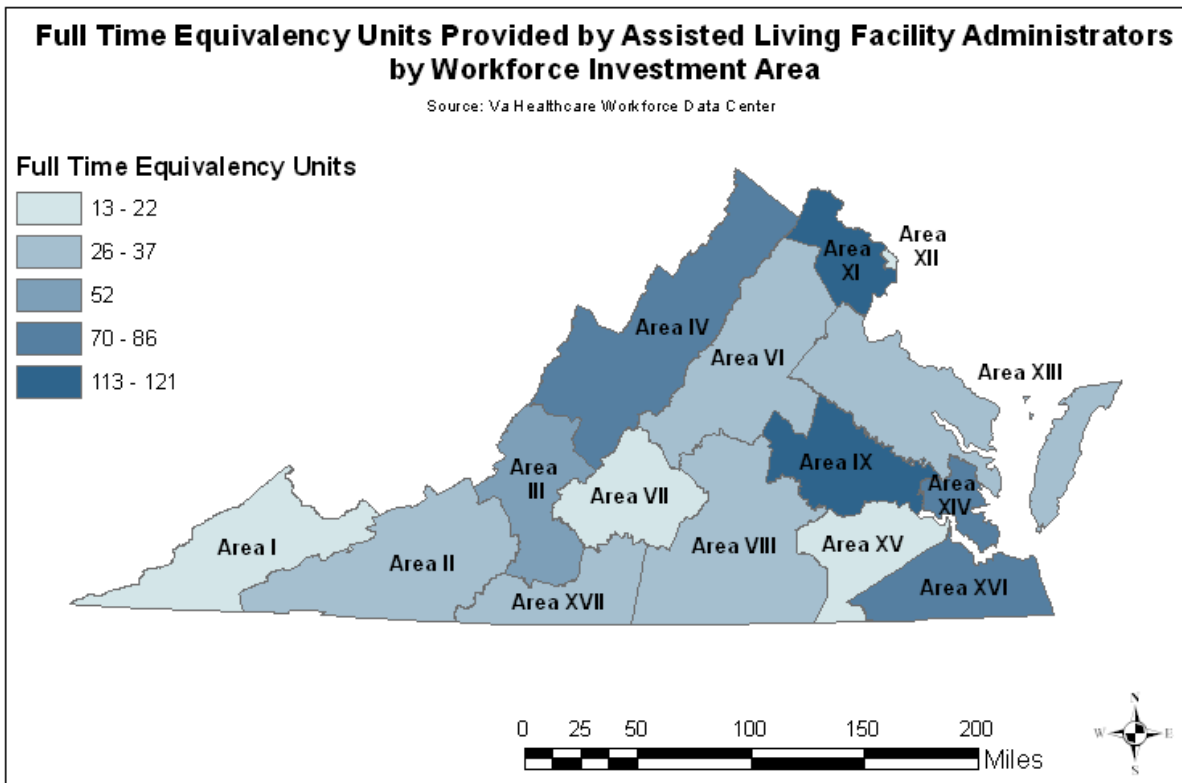 Full Time Equivalency Units Provided by Assisted Living Facility Administrators
by Workforce Investment Area
Source: Va Healthcare Workforce Data Center
Full Time Equivalency Units
13 - 22
26 - 37
52
70 - 86
113 - 121
Area
XII
Area
XI
Area IV
Area VI
Area XIII
Area
III
Area IX
Area VII
Area
XIV
Area I
Area II
Area VIII
Area XV
Area XVII
Area XVI
0 25 50 100 150 200
Miles
N
W E
S